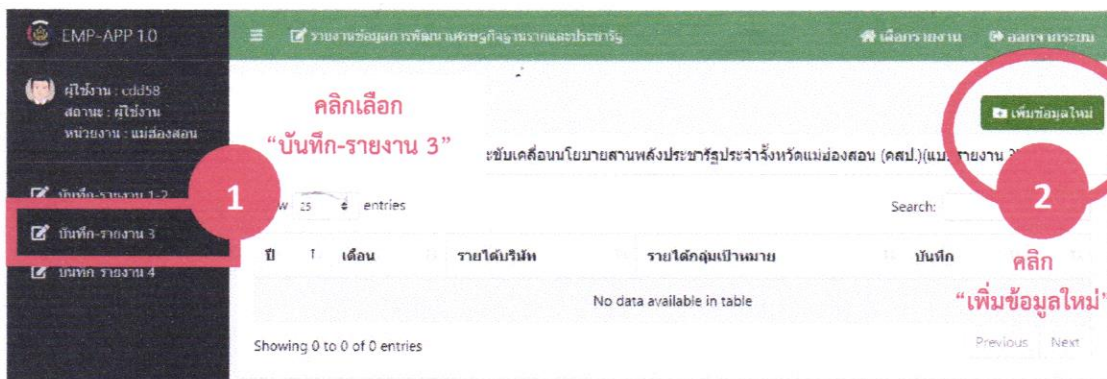 EMP-APP 1.0
รายงานข้อมูลการพัฒนาเศรษฐกิจฐานรากและประชารัฐ
เลือกรายงาน
ออกจากระบบ
ผู้ใช้งาน : cdd58
สถานะ : ผู้ใช้งาน
หน่วยงาน : แม่ฮ่องสอน
คลิกเลือก
“บันทึก-รายงาน 3”
เพิ่มข้อมูลใหม่
ะขับเคลื่อนนโยบายสานพลังประชารัฐประจำจังหวัดแม่ฮ่องสอน (คสป.)(แบบรายงาน 3)
บันทึก-รายงาน 1-2
1
บันทึก-รายงาน 3
บันทึก-รายงาน 4
w 25 entries
Search:
2
ปี เดือน รายได้บริษัท รายได้กลุ่มเป้าหมาย บันทึก
คลิก
“เพิ่มข้อมูลใหม่”
No data available in table
Showing 0 to 0 of 0 entries
Previous Next